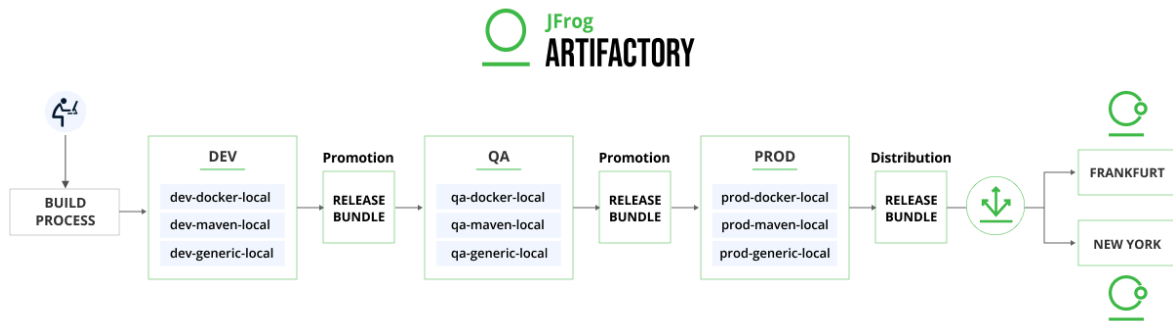 JFrog
ARTIFACTORY
BUILD
PROCESS
DEV
dev-docker-local
dev-maven-local
dev-generic-local
Promotion
RELEASE
BUNDLE
QA
qa-docker-local
qa-maven-local
qa-generic-local
Promotion
RELEASE
BUNDLE
PROD
prod-docker-local
prod-maven-local
prod-generic-local
Distribution
RELEASE
BUNDLE
FRANKFURT
NEW YORK